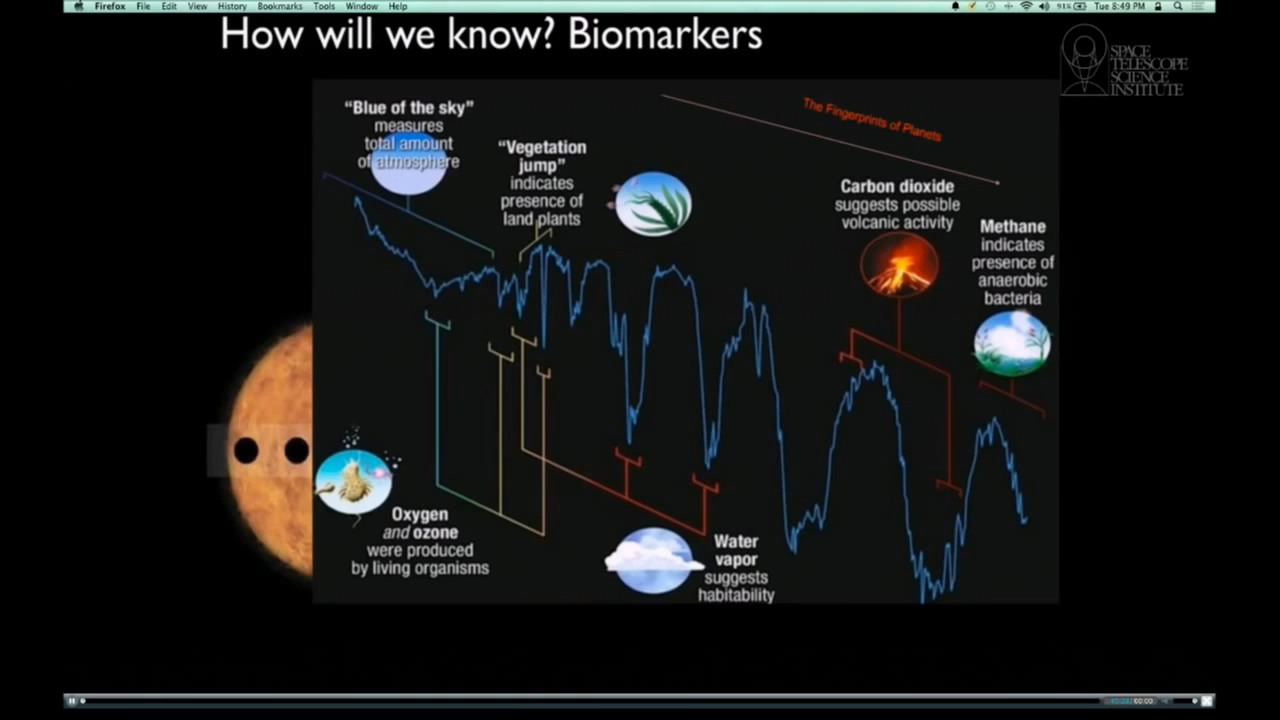 Firefox File Edit View History Bookmarks Tools Window Help
91%
Tue 8:49 PM
How will we know? Biomarkers
SPACE
TELESCOPE
SCIENCE
INSTITUTE
The Fingerprints of Planets
“Blue of the sky”
measures
total amount
of atmosphere
“Vegetation
jump”
indicates
presence of
land plants
Carbon dioxide
suggests possible
volcanic activity
Methane
indicates
presence of
anaerobic
bacteria
Oxygen
and ozone
were produced
by living organisms
Water
vapor
suggests
habitability
00:00